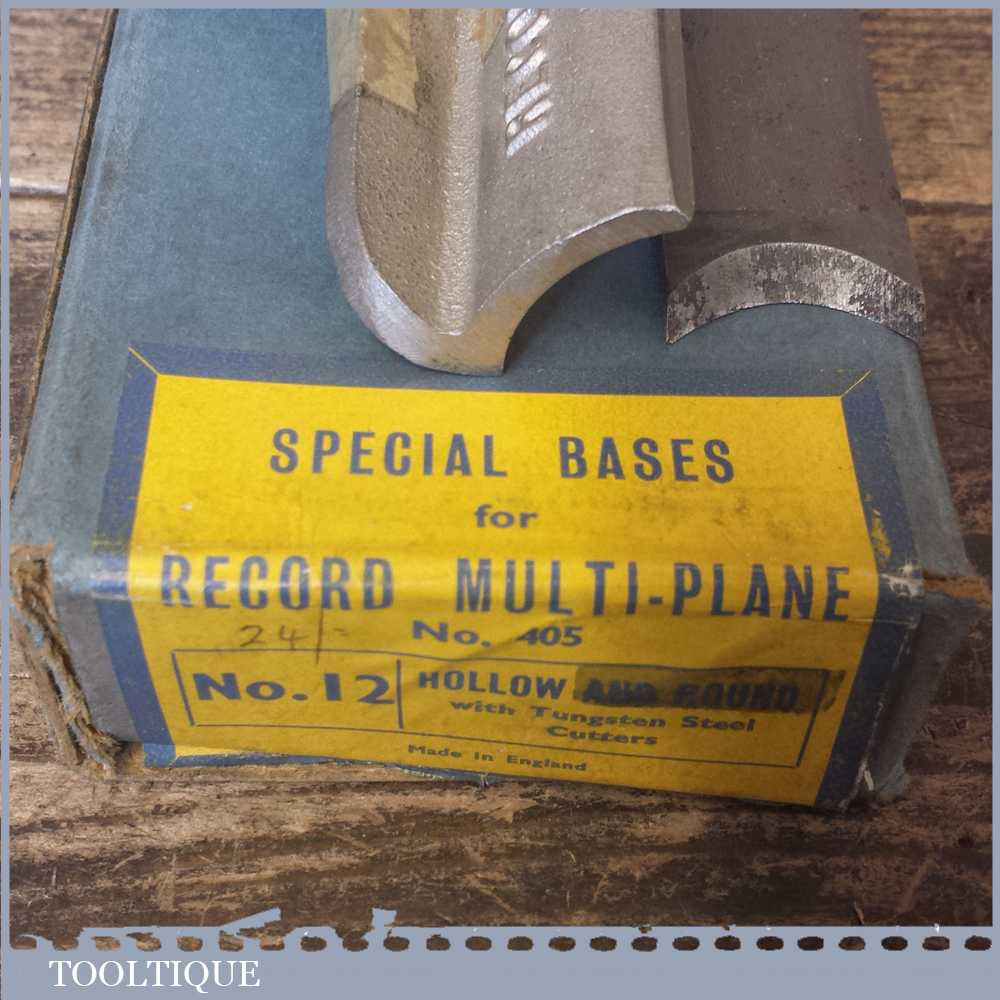 SPECIAL BASES
for
RECORD MULTI-PLANE
24/-
No. 405
No. 12
HOLLOW AND ROUND
with Tungsten Steel
Cutters
Made in England
TOOLTIQUE